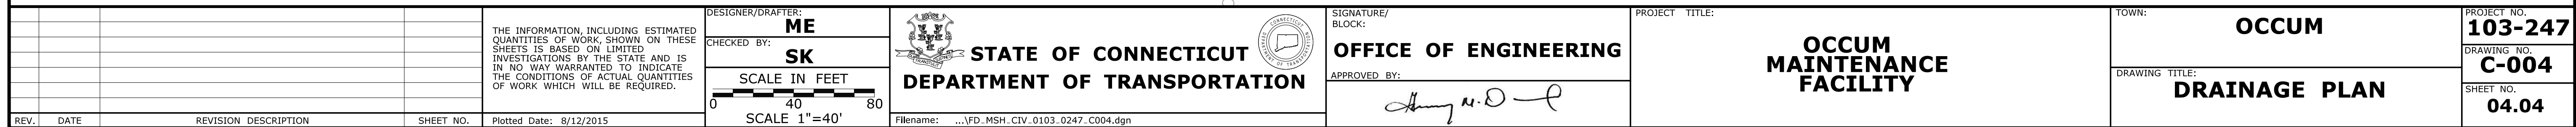 REV.
DATE
REVISION DESCRIPTION
SHEET NO.
THE INFORMATION, INCLUDING ESTIMATED
QUANTITIES OF WORK, SHOWN ON THESE
SHEETS IS BASED ON LIMITED
INVESTIGATIONS BY THE STATE AND IS
IN NO WAY WARRANTED TO INDICATE
THE CONDITIONS OF ACTUAL QUANTITIES
OF WORK WHICH WILL BE REQUIRED.
Plotted Date: 8/12/2015
DESIGNER/DRAFTER:
ME
CHECKED BY:
SK
SCALE IN FEET
0 40 80
SCALE 1"=40'
STATE OF CONNECTICUT
DEPARTMENT OF TRANSPORTATION
Filename: ...\FD_MSH_CIV_0103_0247_C004.dgn
SIGNATURE/
BLOCK:
OFFICE OF ENGINEERING
APPROVED BY:
PROJECT TITLE:
OCCUM
MAINTENANCE
FACILITY
TOWN:
OCCUM
DRAWING TITLE:
DRAINAGE PLAN
PROJECT NO.
103-247
DRAWING NO.
C-004
SHEET NO.
04.04